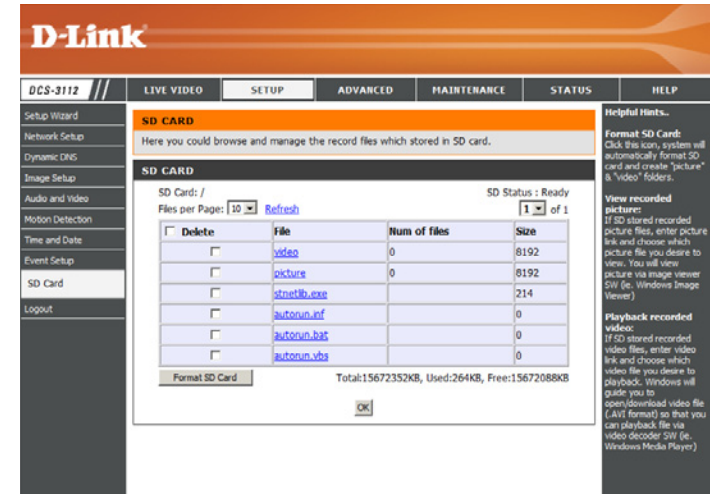 D-Link
DCS-3112 // LIVE VIDEO SETUP ADVANCED MAINTENANCE STATUS HELP
Setup Wizard
Network Setup
Dynamic DNS
Image Setup
Audio and Video
Motion Detection
Time and Date
Event Setup
SD Card
Logout
SD CARD
Here you could browse and manage the record files which stored in SD card.
SD CARD
SD Card: / SD Status : Ready
Files per Page: 10 Refresh 1 of 1
Delete File Num of files Size
video 0 8192
picture 0 8192
stnetlib.exe 214
autorun.inf 0
autorun.bat 0
autorun.vbs 0
Format SD Card Total:15672352KB, Used:264KB, Free:15672088KB
OK
Helpful Hints..
Format SD Card:
Click this icon, system will
automatically format SD
card and create "picture"
& "video" folders.
View recorded
picture:
If SD stored recorded
picture files, enter picture
link and choose which
picture file you desire to
view. You will view
picture via image viewer
SW (ie. Windows Image
Viewer)
Playback recorded
video:
If SD stored recorded
video files, enter video
link and choose which
video file you desire to
playback. Windows will
guide you to
open/download video file
(.AVI format) so that you
can playback file via
video decoder SW (ie.
Windows Media Player)